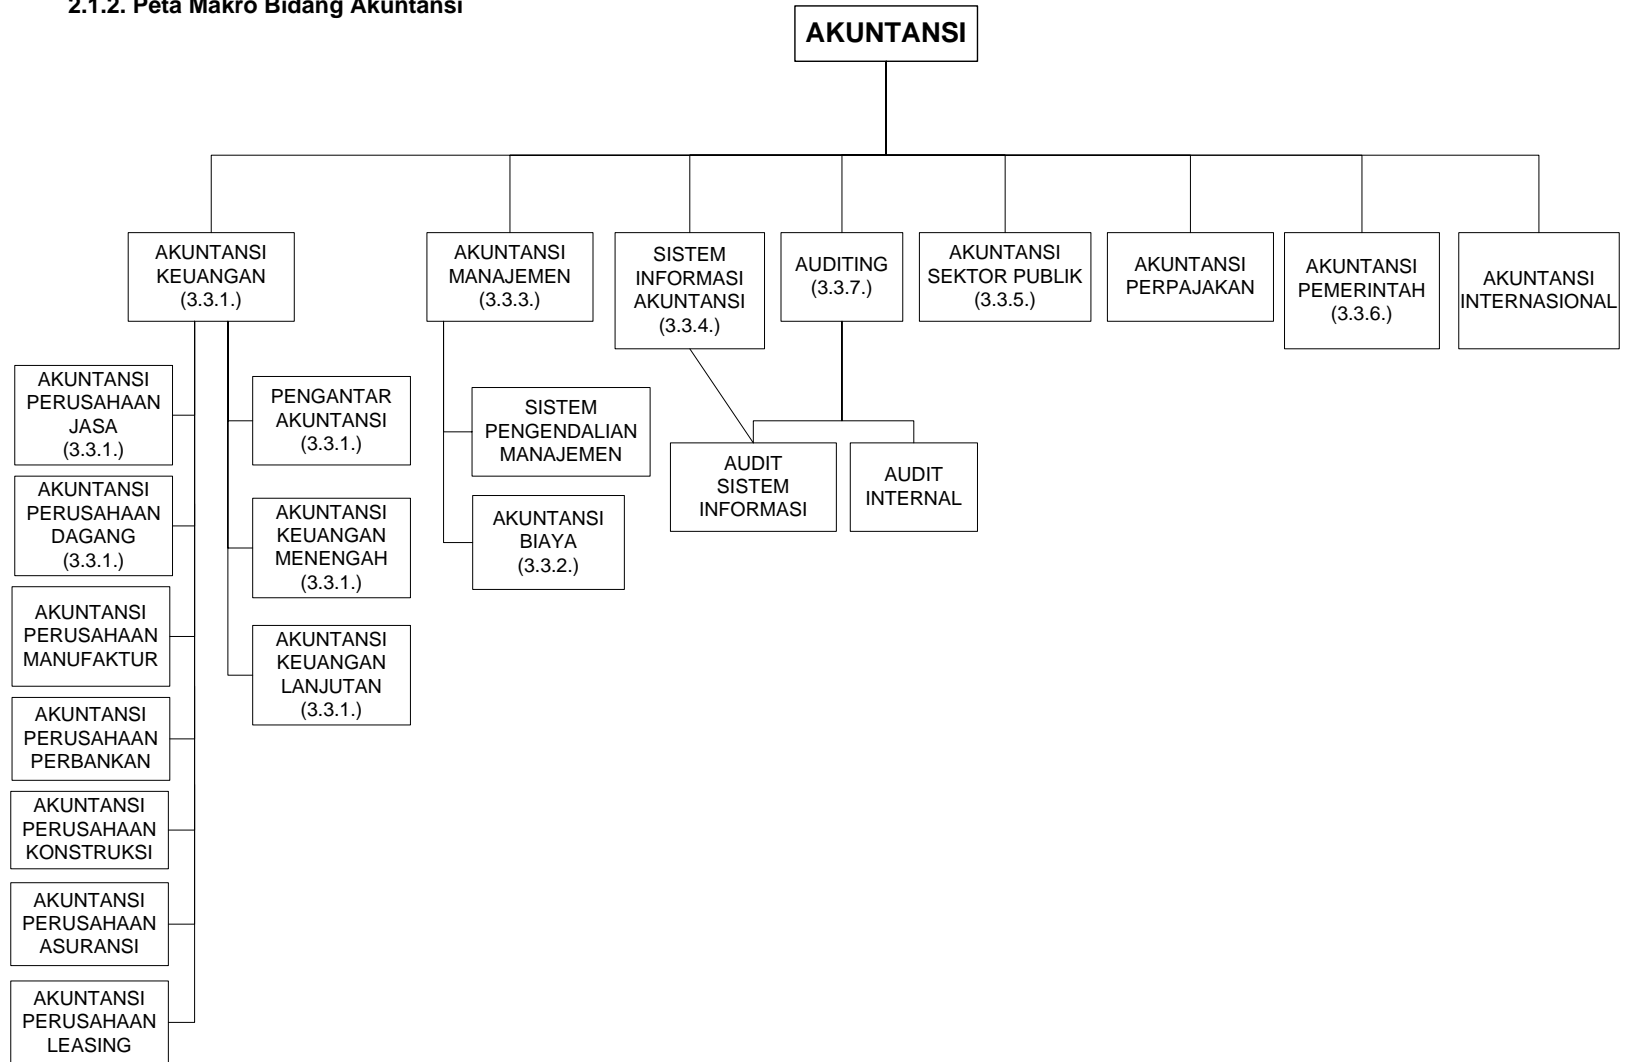 2.1.2. Peta Makro Bidang Akuntansi
AKUNTANSI
AKUNTANSI
KEUANGAN
(3.3.1.)
AKUNTANSI
MANAJEMEN
(3.3.3.)
SISTEM
INFORMASI
AKUNTANSI
(3.3.4.)
AUDITING
(3.3.7.)
AKUNTANSI
SEKTOR PUBLIK
(3.3.5.)
AKUNTANSI
PERPAJAKAN
AKUNTANSI
PEMERINTAH
(3.3.6.)
AKUNTANSI
INTERNASIONAL
AKUNTANSI
PERUSAHAAN
JASA
(3.3.1.)
AKUNTANSI
PERUSAHAAN
DAGANG
(3.3.1.)
AKUNTANSI
PERUSAHAAN
MANUFAKTUR
AKUNTANSI
PERUSAHAAN
PERBANKAN
AKUNTANSI
PERUSAHAAN
KONSTRUKSI
AKUNTANSI
PERUSAHAAN
ASURANSI
AKUNTANSI
PERUSAHAAN
LEASING
PENGANTAR
AKUNTANSI
(3.3.1.)
AKUNTANSI
KEUANGAN
MENENGAH
(3.3.1.)
AKUNTANSI
KEUANGAN
LANJUTAN
(3.3.1.)
SISTEM
PENGENDALIAN
MANAJEMEN
AKUNTANSI
BIAYA
(3.3.2.)
AUDIT
SISTEM
INFORMASI
AUDIT
INTERNAL